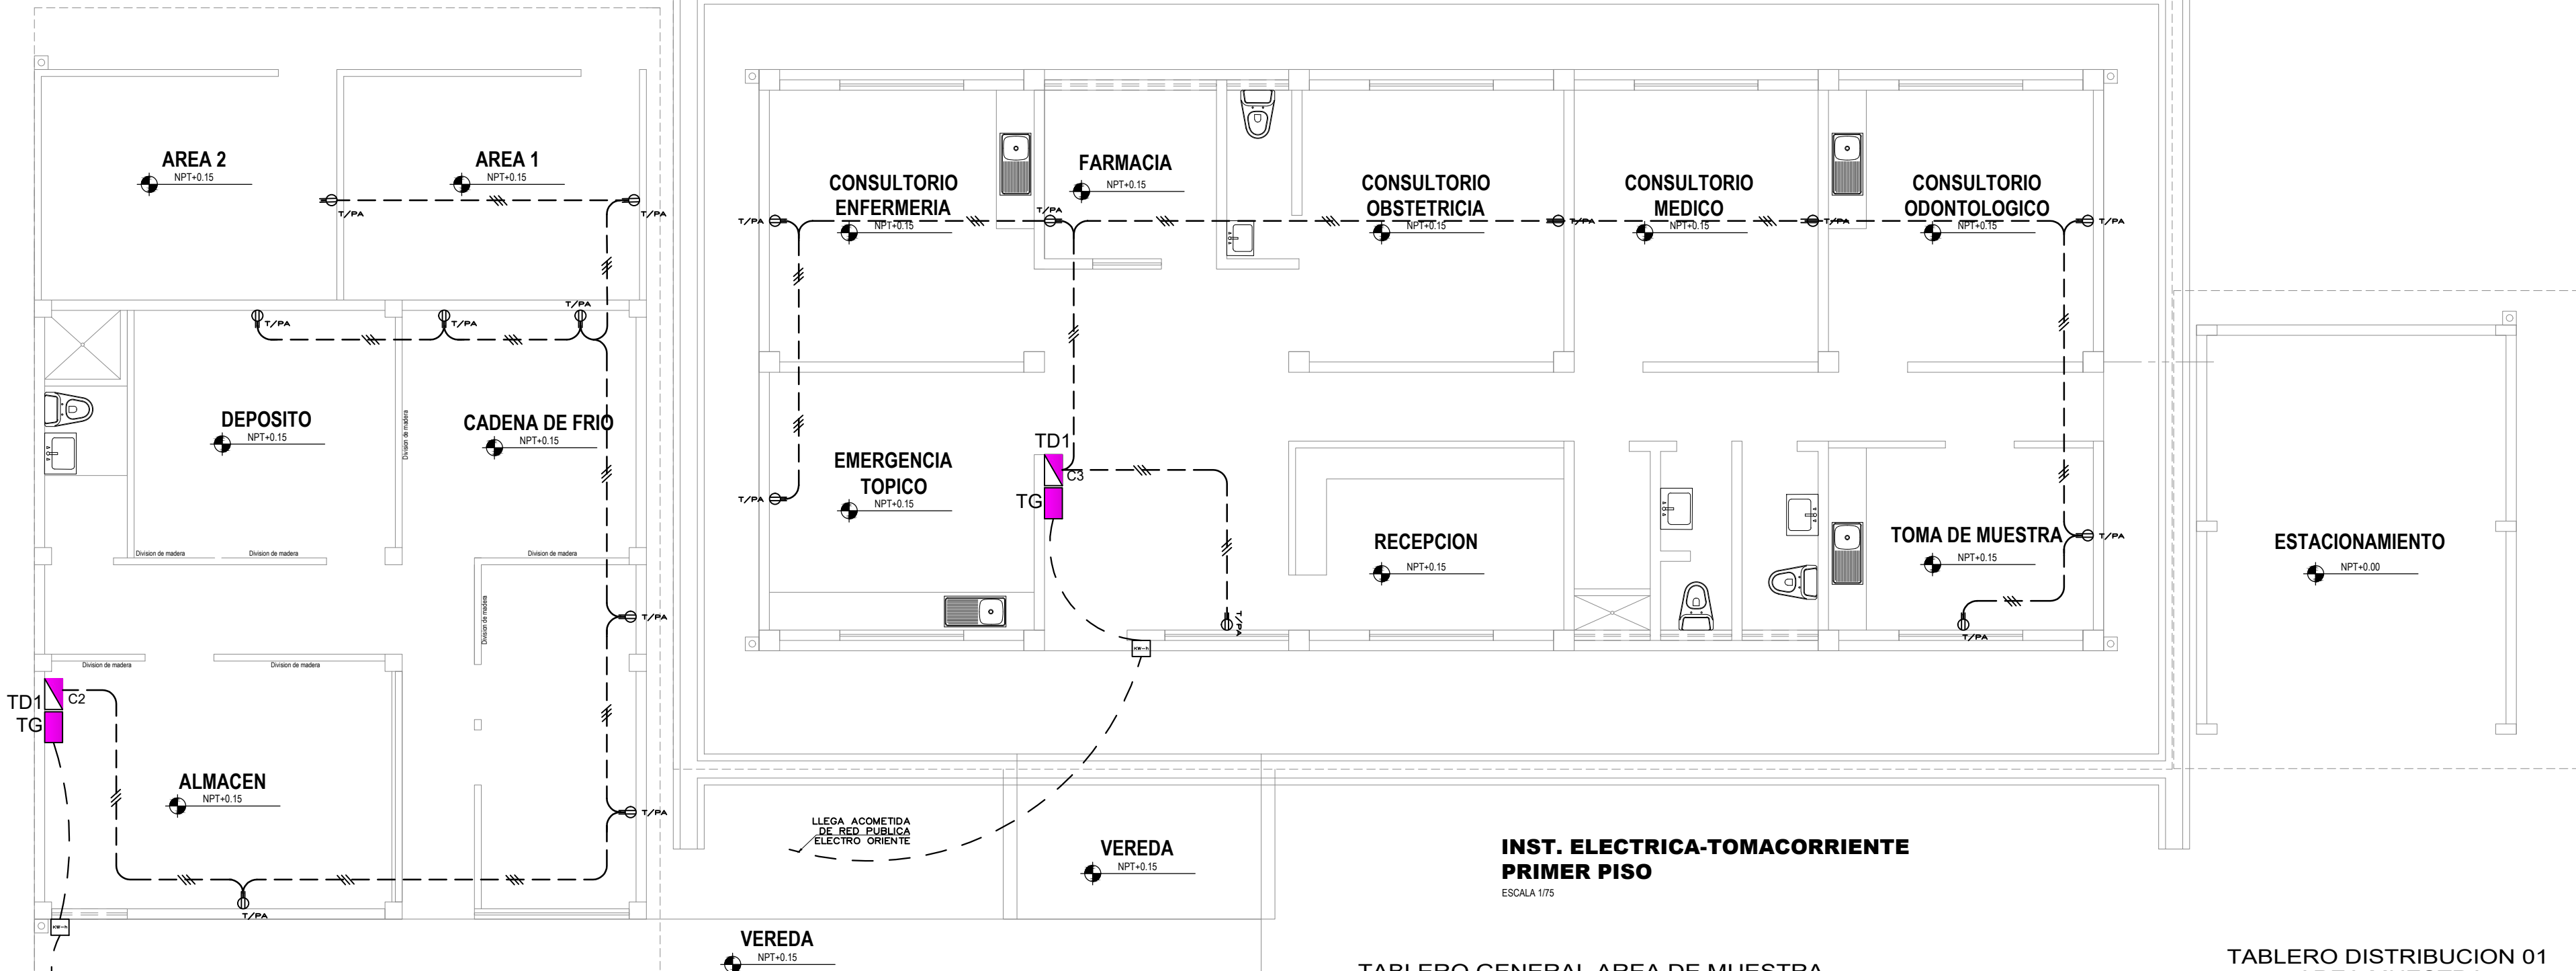 AREA 2
NPT+0.15
AREA 1
NPT+0.15
T/PA
T/PA
T/PA
T/PA
T/PA
DEPOSITO
NPT+0.15
CADENA DE FRIO
NPT+0.15
Division de madera
Division de madera
Division de madera
Division de madera
Division de madera
Division de madera
Division de madera
T/PA
TD1
C2
TG
ALMACEN
NPT+0.15
T/PA
T/PA
KW-h
CONSULTORIO
ENFERMERIA
NPT+0.15
FARMACIA
NPT+0.15
CONSULTORIO
OBSTETRICIA
NPT+0.15
CONSULTORIO
MEDICO
NPT+0.15
CONSULTORIO
ODONTOLOGICO
NPT+0.15
T/PA
T/PA
T/PA
T/PA
T/PA
EMERGENCIA
TOPICO
NPT+0.15
T/PA
TD1
C3
TG
RECEPCION
NPT+0.15
T/PA
TOMA DE MUESTRA
NPT+0.15
T/PA
T/PA
KW-h
ESTACIONAMIENTO
NPT+0.00
LLEGA ACOMETIDA
DE RED PUBLICA
ELECTRO ORIENTE
VEREDA
NPT+0.15
INST. ELECTRICA-TOMACORRIENTE
PRIMER PISO
ESCALA 1/75
VEREDA
NPT+0.15
TABLERO GENERAL AREA DE MUESTRA
TABLERO DISTRIBUCION 01